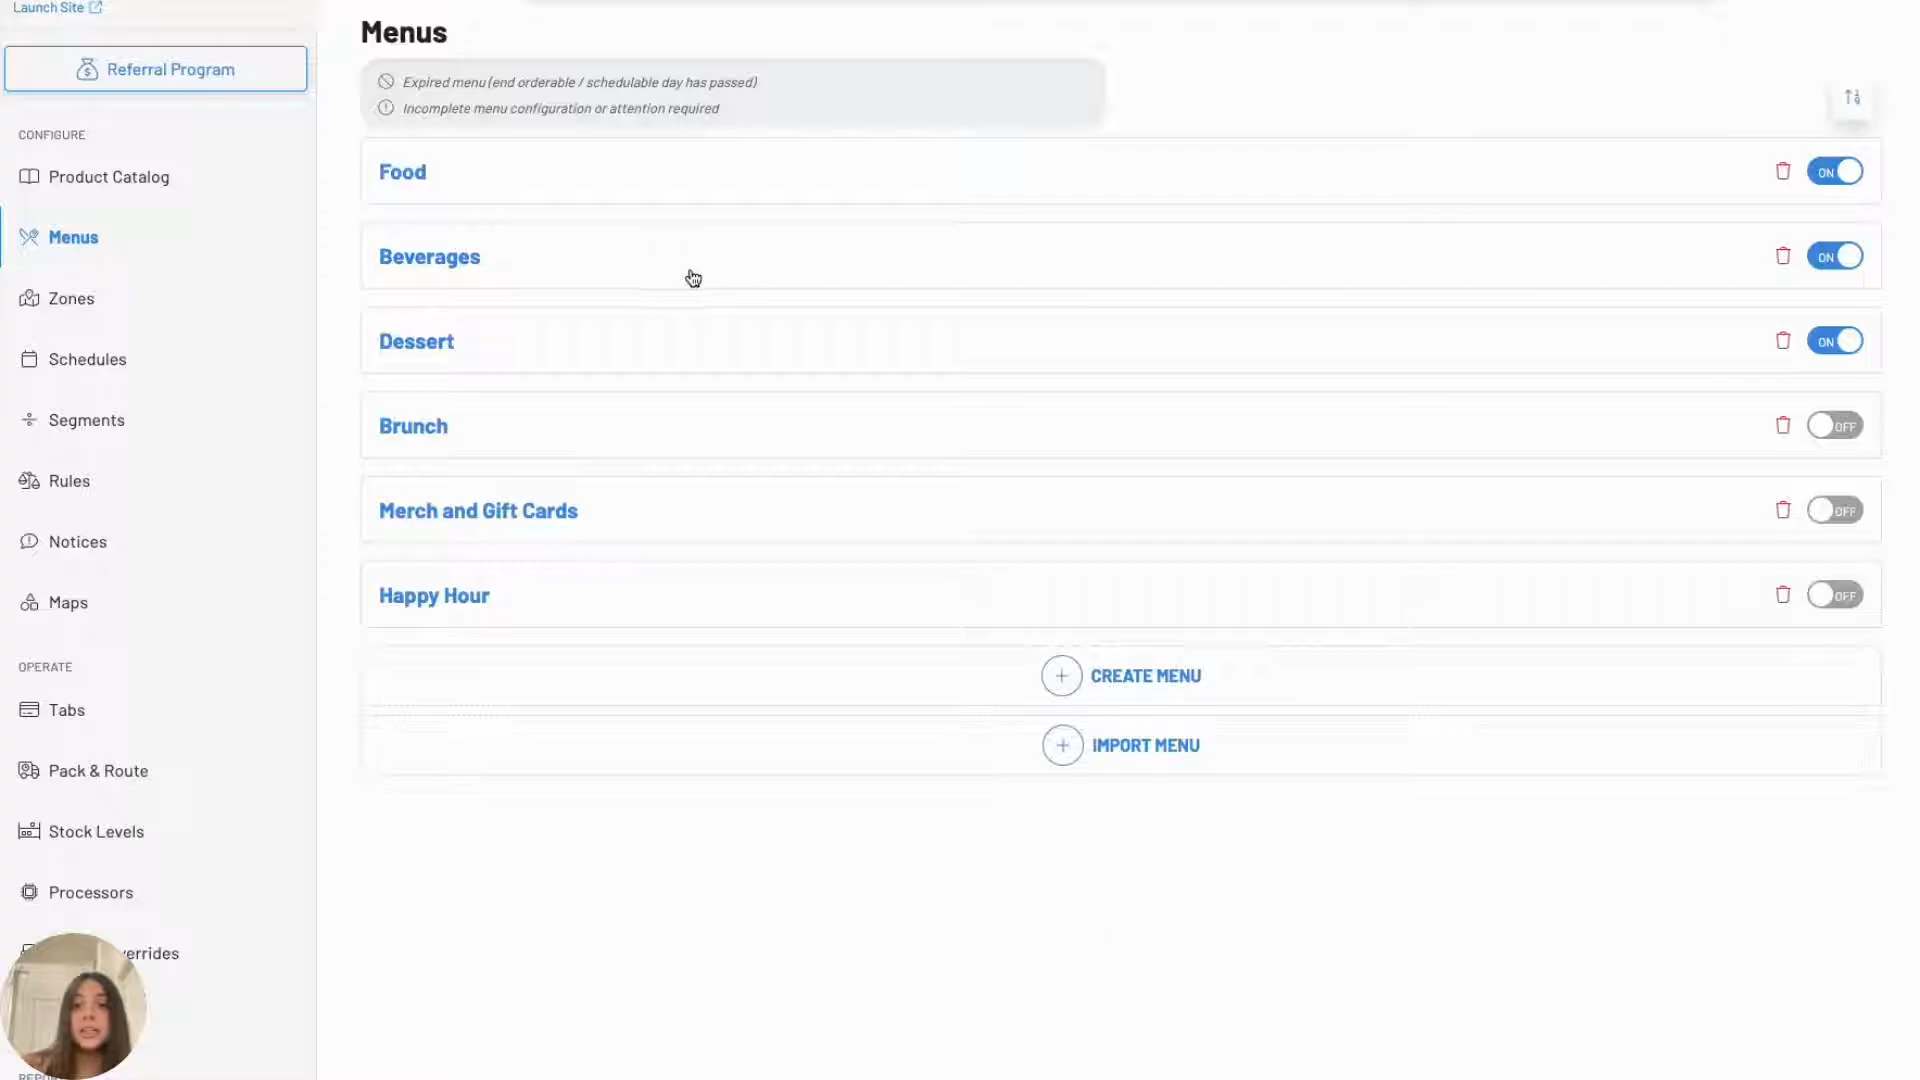 Launch Site
Referral Program
CONFIGURE
Product Catalog
Menus
Zones
Schedules
Segments
Rules
Notices
Maps
OPERATE
Tabs
Pack & Route
Stock Levels
Processors
Menus
Expired menu (end orderable / schedulable day has passed)
Incomplete menu configuration or attention required
Food
ON
Beverages
ON
Dessert
ON
Brunch
OFF
Merch and Gift Cards
OFF
Happy Hour
OFF
CREATE MENU
IMPORT MENU